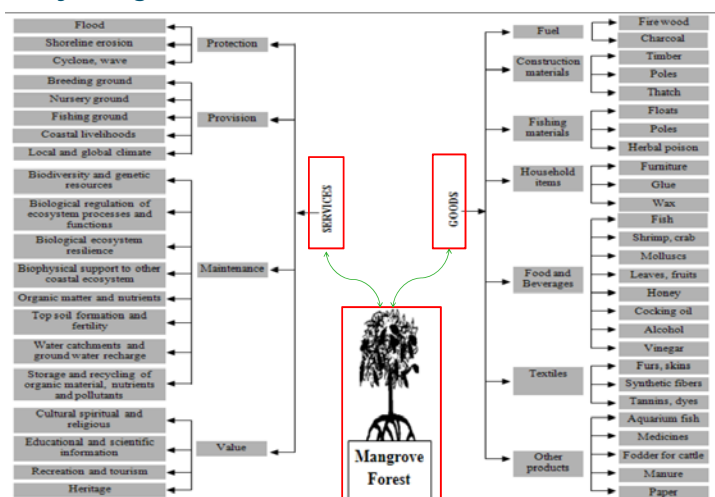 Flood
Shoreline erosion
Cyclone, wave
Protection
Breeding ground
Nursery ground
Fishing ground
Coastal livelihoods
Local and global climate
Provision
Biodiversity and genetic
resources
Biological regulation of
ecosystem processes and
functions
Biological ecosystem
resilience
Biophysical support to other
coastal ecosystem
Organic matter and nutrients
Top soil formation and
fertility
Water catchments and
ground water recharge
Storage and recycling of
organic material, nutrients
and pollutants
Maintenance
Cultural spiritual and
religious
Educational and scientific
information
Recreation and tourism
Heritage
Value
SERVICES
GOODS
Mangrove
Forest
Fuel
Fire wood
Charcoal
Construction
materials
Timber
Poles
Thatch
Fishing
materials
Floats
Poles
Herbal poison
Household
items
Furniture
Glue
Wax
Food and
Beverages
Fish
Shrimp, crab
Molluscs
Leaves, fruits
Honey
Cocking oil
Alcohol
Vinegar
Textiles
Furs, skins
Synthetic fibers
Tannins, dyes
Other
products
Aquarium fish
Medicines
Fodder for cattle
Manure
Paper